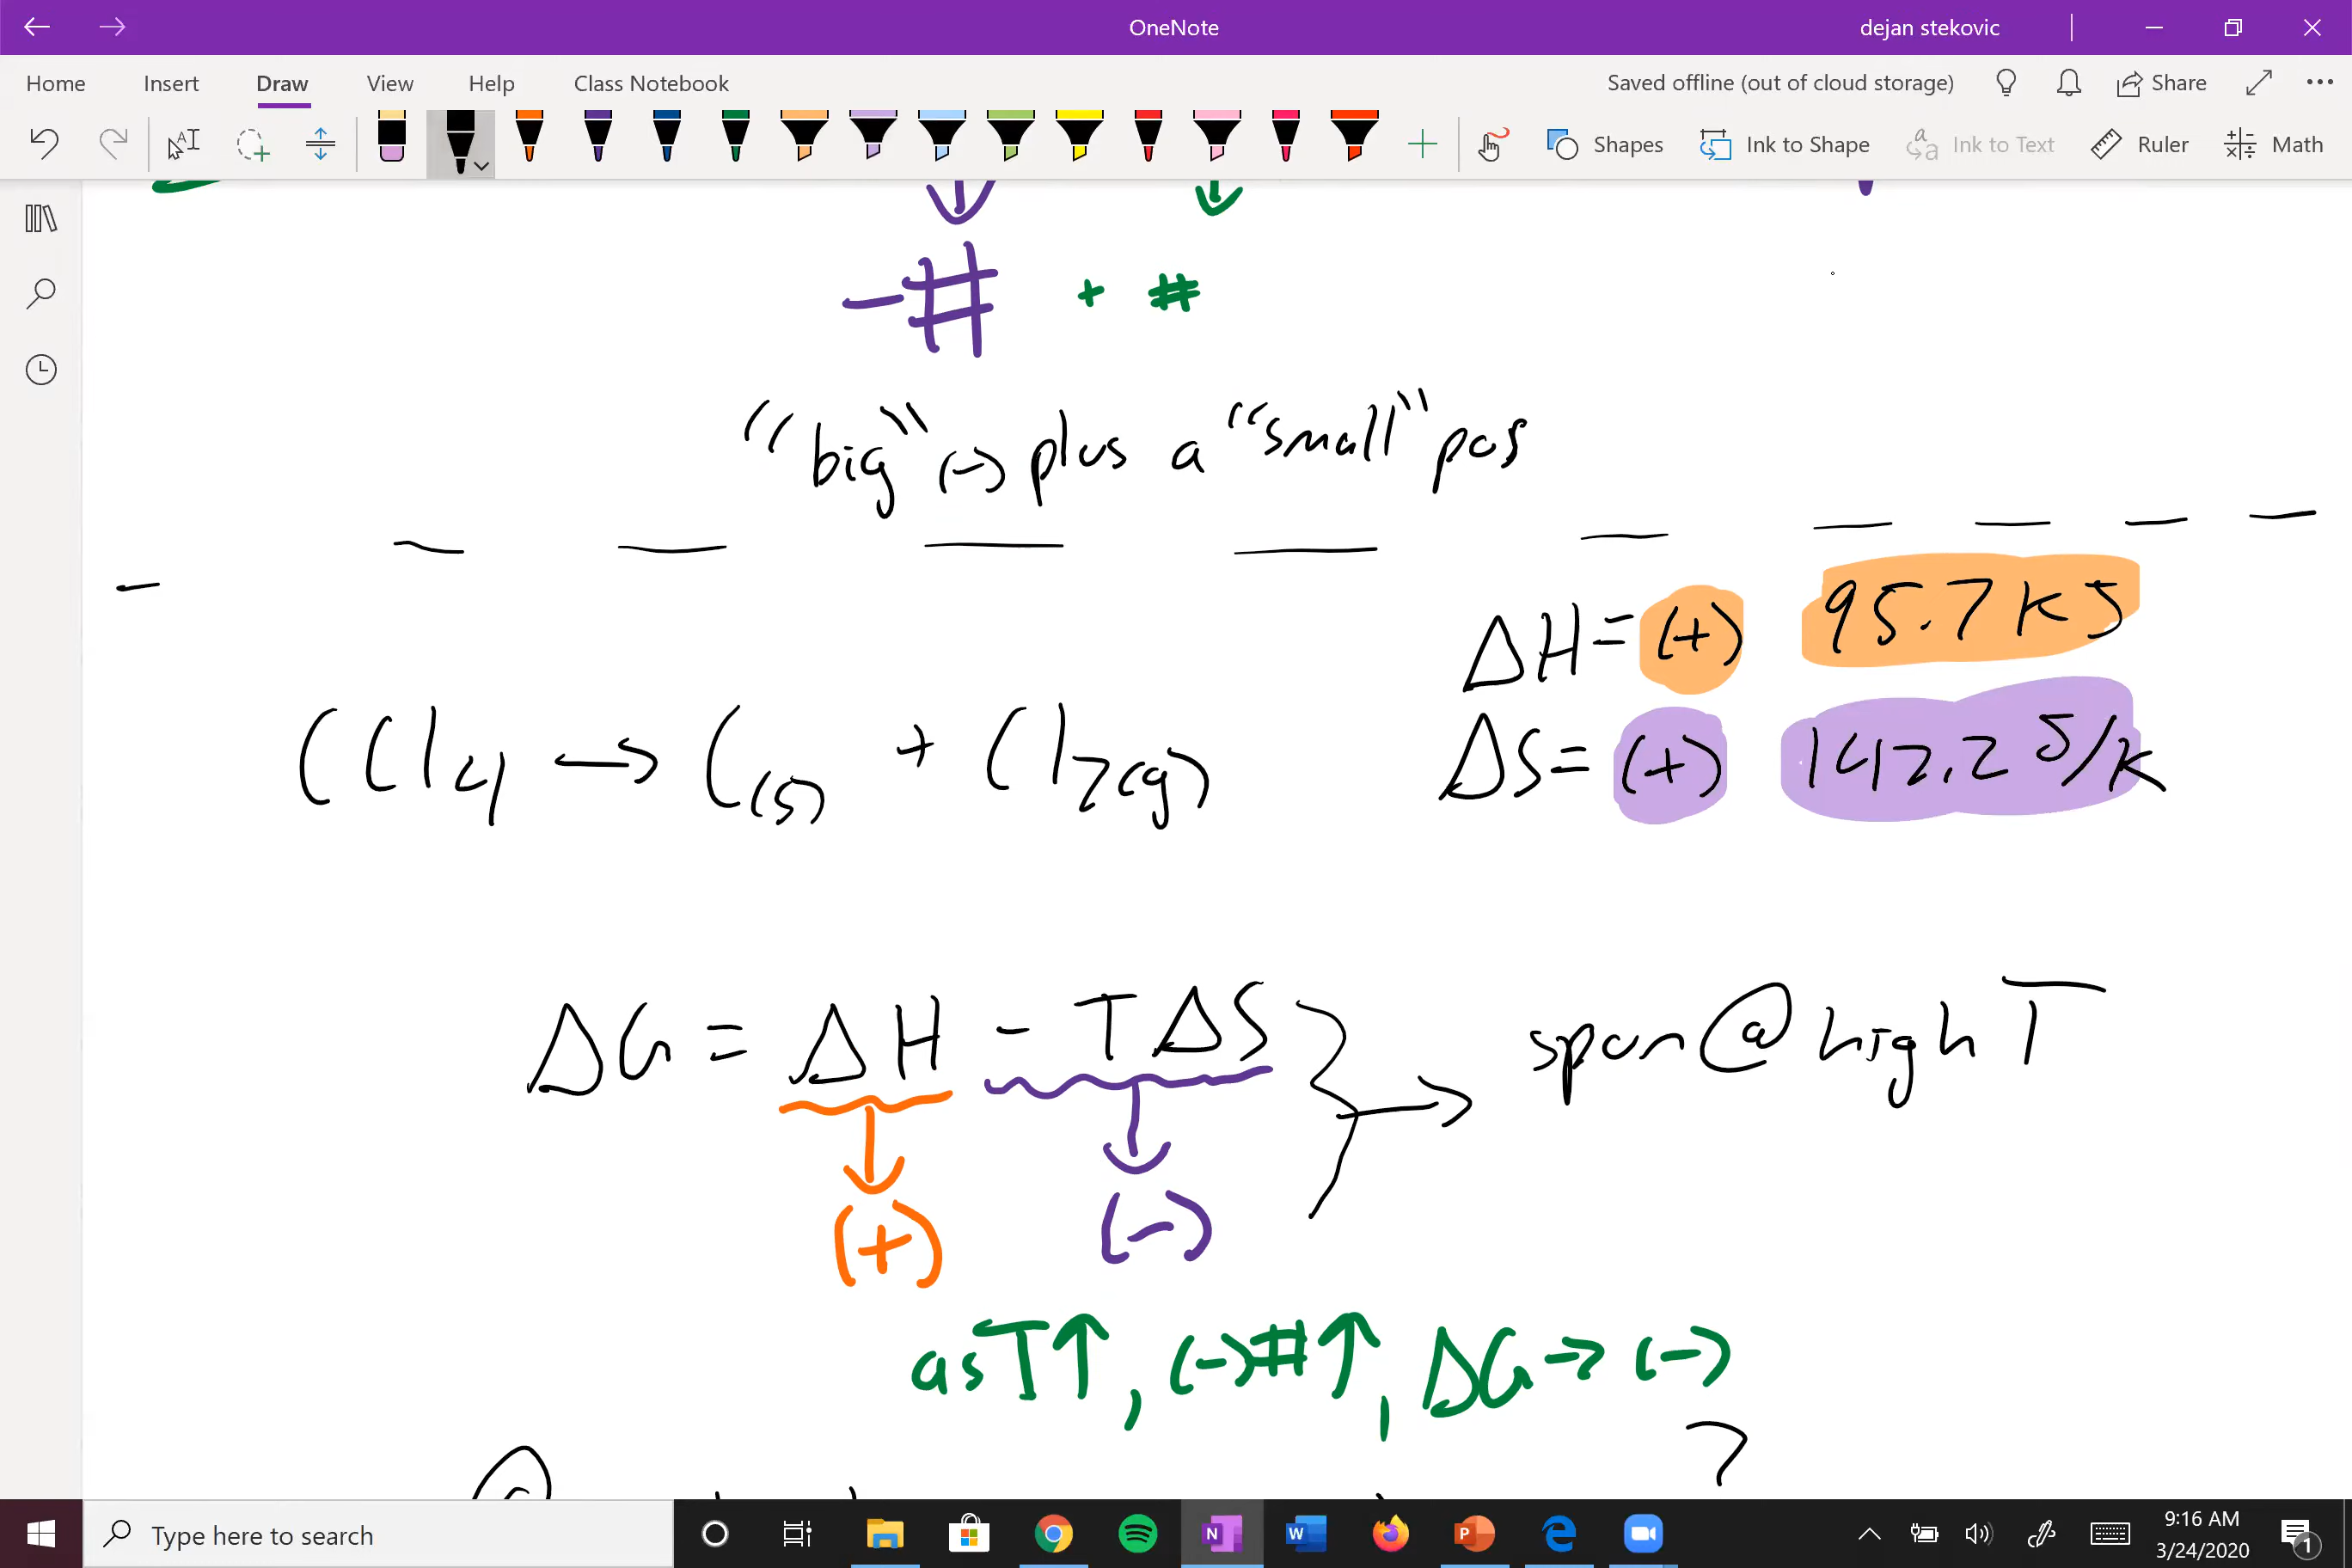 OneNote
dejan stekovic
Home Insert Draw View Help Class Notebook
Saved offline (out of cloud storage) Share
Shapes Ink to Shape Ink to Text Ruler Math
-# + #
"big" (-) plus a "small" pos
ΔH = (+) 95.7 KJ
CCl4 → C(s) + Cl2(g)
ΔS = (+) 142.2 J/K
ΔG = ΔH - TΔS } → spon @ high T
(+) (-)
as T↑, (-)#↑, ΔG → (-)
?
Type here to search
9:16 AM
3/24/2020
1